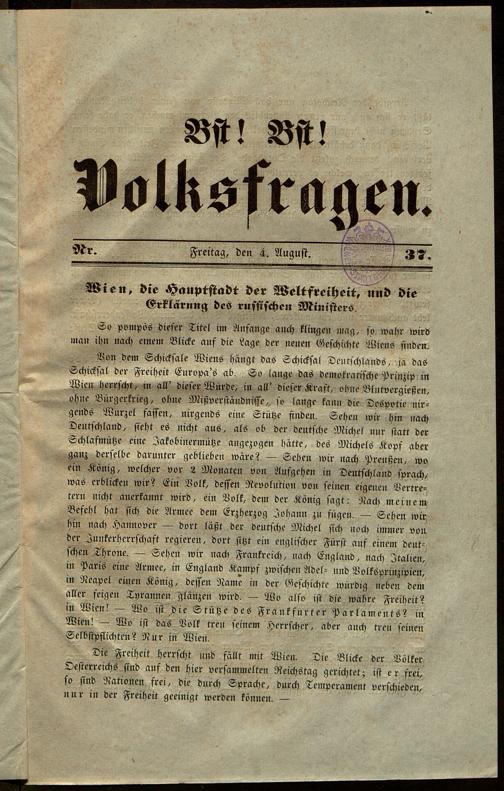 Bst! Bst!
Volksfragen.
Nr. Freitag, den 4. August. 37.
Wien, die Hauptstadt der Weltfreiheit, und die
Erklärung des russischen Ministers.
So pompös dieser Titel im Anfange auch klingen mag, so wahr wird
man ihn nach einem Blicke auf die Lage der neuen Geschichte Wiens finden.
Von dem Schicksale Wiens hängt das Schicksal Deutschlands, ja das
Schicksal der Freiheit Europa's ab. So lange das demokratische Prinzip in
Wien herrscht, in all' dieser Würde, in all' dieser Kraft, ohne Blutvergießen,
ohne Bürgerkrieg, ohne Mißverständnisse, so lange kann die Despotie nir-
gends Wurzel fassen, nirgends eine Stütze finden. Sehen wir hin nach
Deutschland, sieht es nicht aus, als ob der deutsche Michel nur statt der
Schlafmütze eine Jakobinermütze angezogen hätte, des Michels Kopf aber
ganz derselbe darunter geblieben wäre? — Sehen wir nach Preußen, wo
ein König, welcher vor 2 Monaten von Aufgehen in Deutschland sprach,
was erblicken wir? Ein Volk, dessen Revolution von seinen eigenen Vertre-
tern nicht anerkannt wird, ein Volk, dem der König sagt: Nach meinem
Befehl hat sich die Armee dem Erzherzog Johann zu fügen. — Sehen wir
hin nach Hannover — dort läßt der deutsche Michel sich noch immer von
der Junkerherrschaft regieren, dort sitzt ein englischer Fürst auf einem deut-
schen Throne. — Sehen wir nach Frankreich, nach England, nach Italien,
in Paris eine Armee, in England Kampf zwischen Adel- und Volksprinzipien,
in Neapel einen König, dessen Name in der Geschichte würdig neben dem
aller feigen Tyrannen glänzen wird. — Wo also ist die wahre Freiheit?
in Wien! — Wo ist die Stütze des Frankfurter Parlaments? in
Wien! — Wo ist das Volk treu seinem Herrscher, aber auch treu seinen
Selbstpflichten? Nur in Wien.
Die Freiheit herrscht und fällt mit Wien. Die Blicke der Völker
Oesterreichs sind auf den hier versammelten Reichstag gerichtet; ist er frei,
so sind Nationen frei, die durch Sprache, durch Temperament verschieden,
nur in der Freiheit geeinigt werden können. —